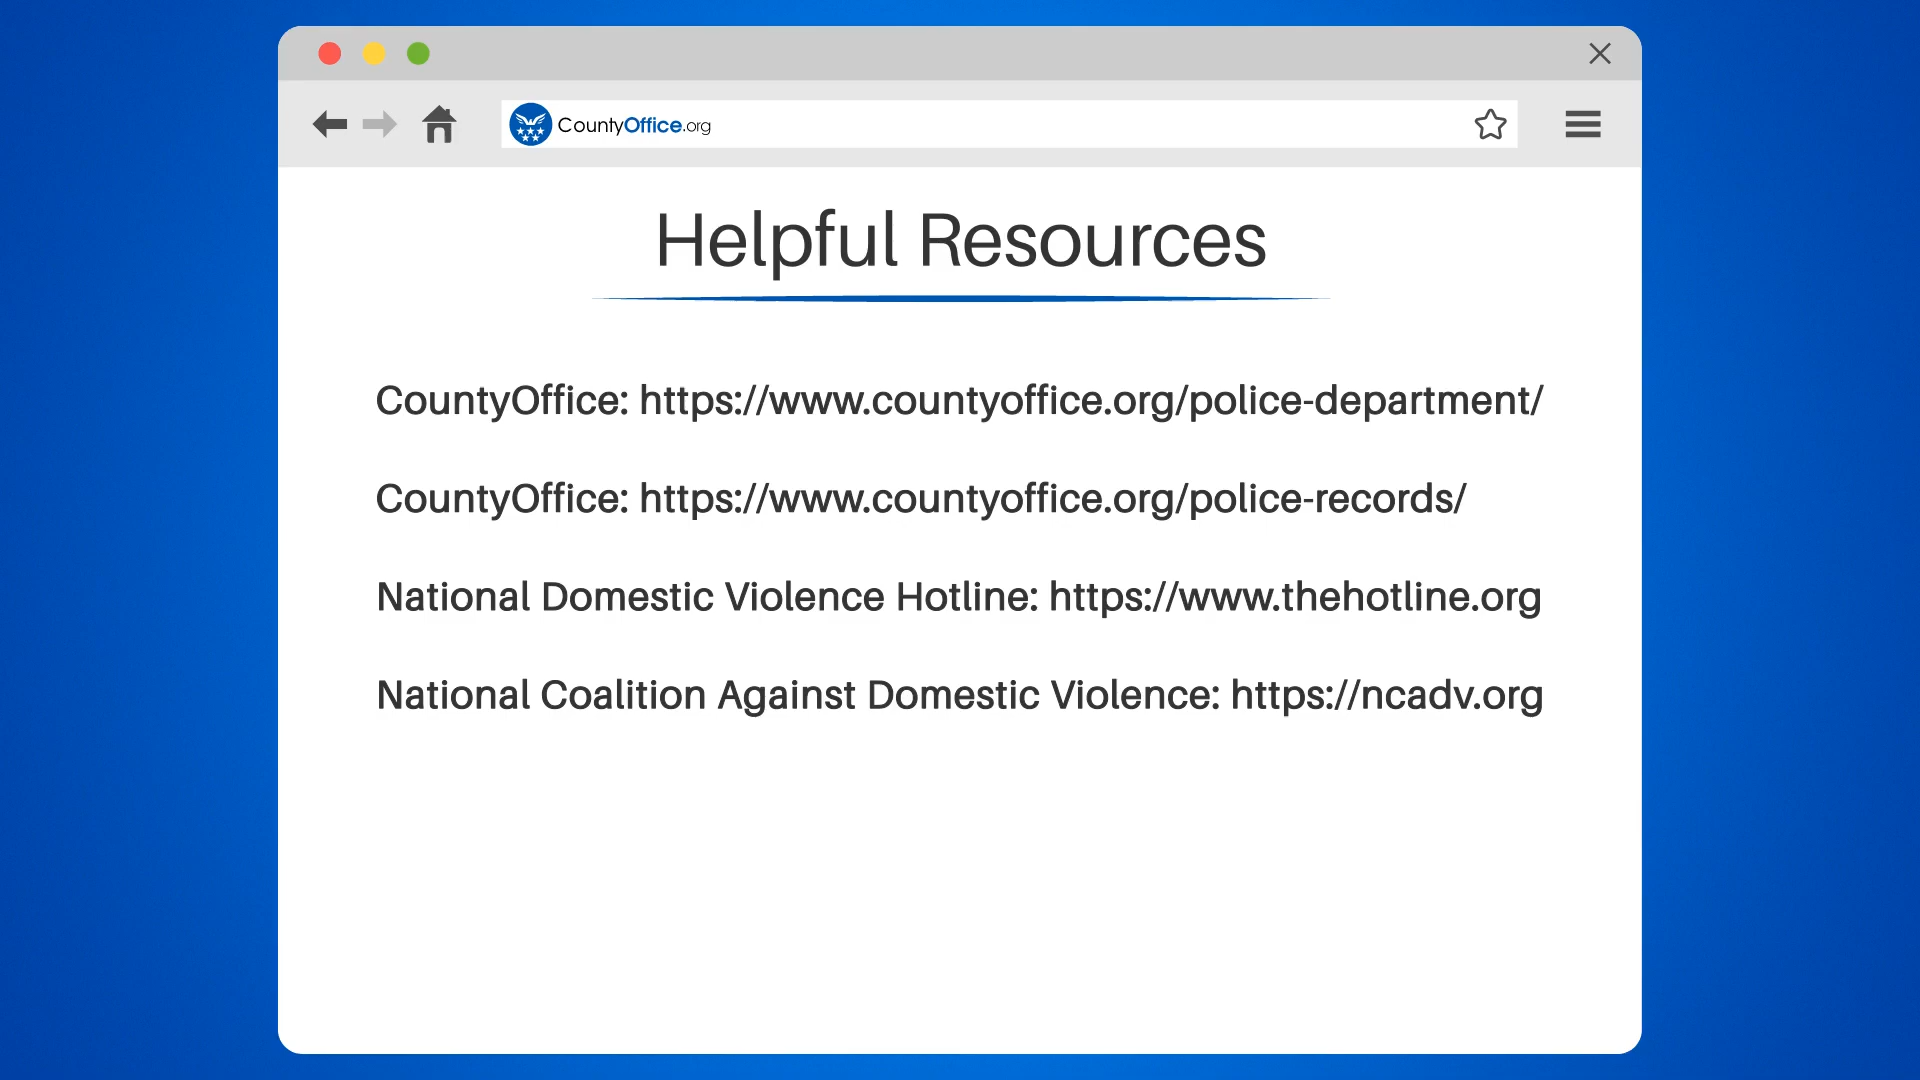 CountyOffice.org
Helpful Resources
CountyOffice: https://www.countyoffice.org/police-department/
CountyOffice: https://www.countyoffice.org/police-records/
National Domestic Violence Hotline: https://www.thehotline.org
National Coalition Against Domestic Violence: https://ncadv.org